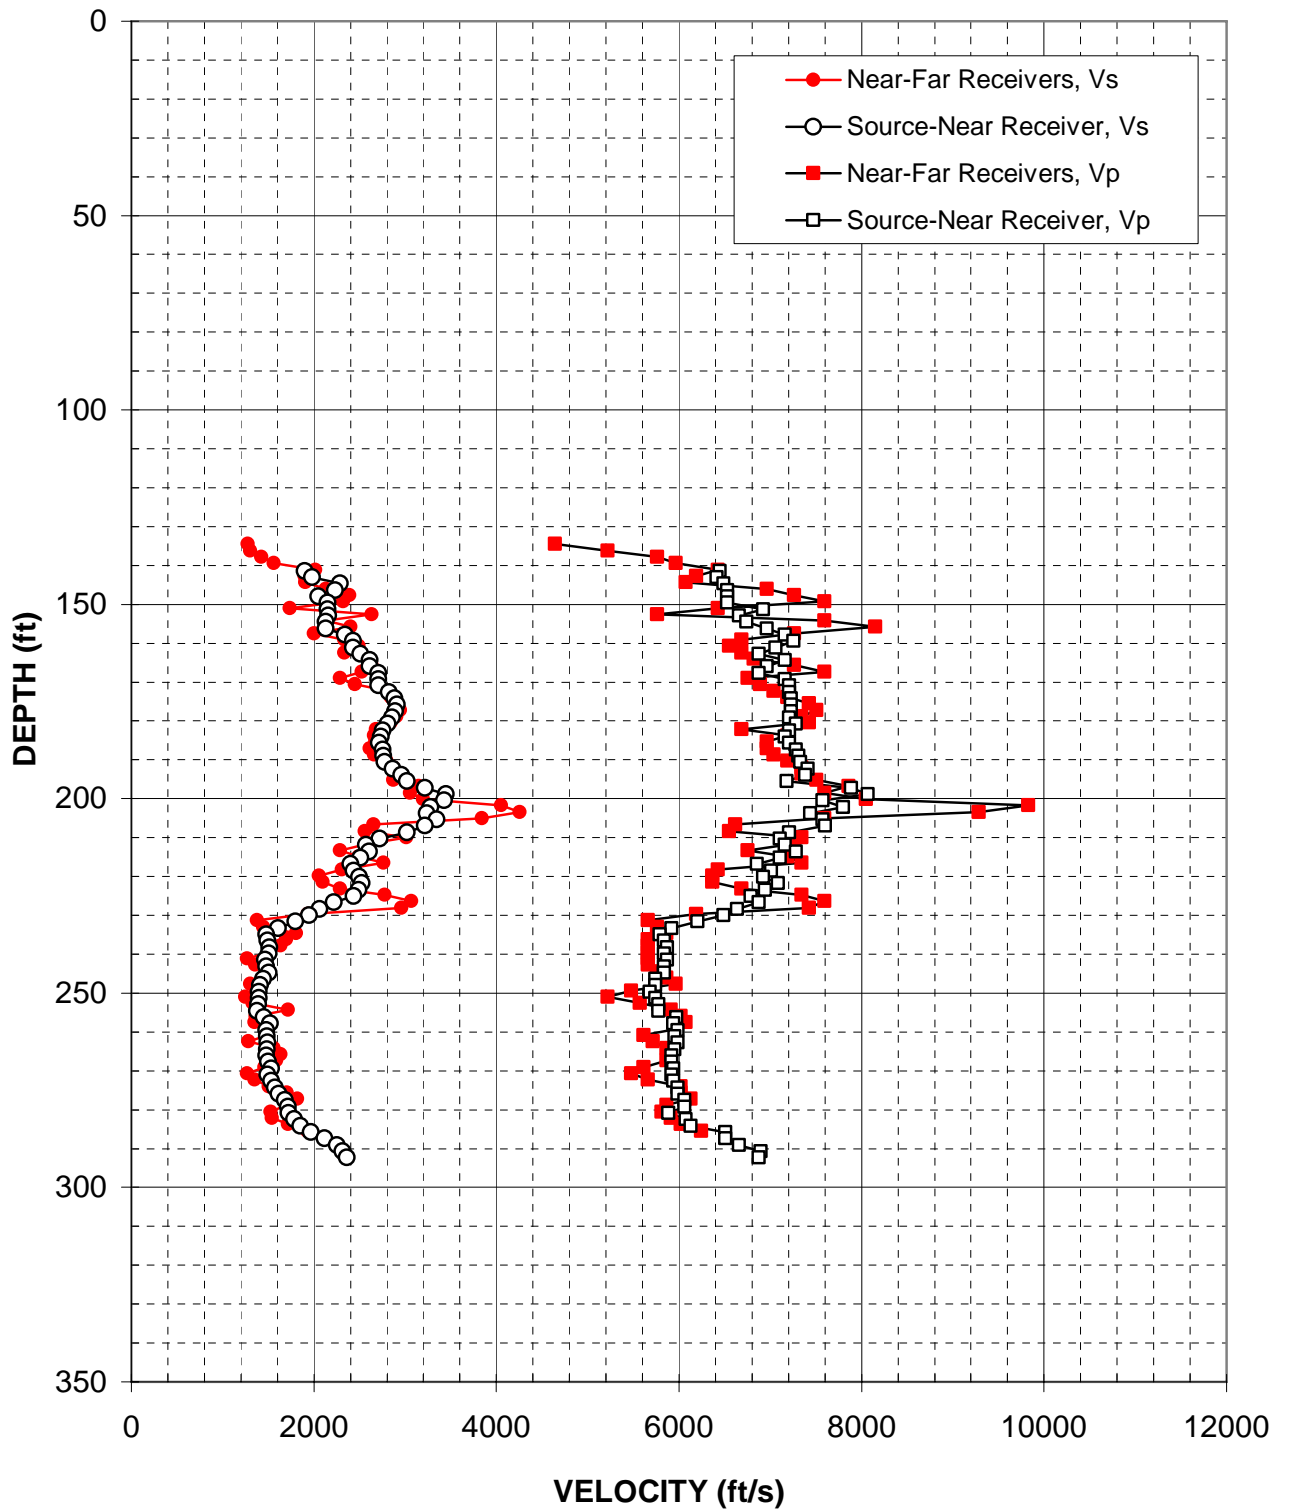 0
Near-Far Receivers, Vs
Source-Near Receiver, Vs
Near-Far Receivers, Vp
Source-Near Receiver, Vp
50
100
150
DEPTH (ft)
200
250
300
350
0 2000 4000 6000 8000 10000 12000
VELOCITY (ft/s)